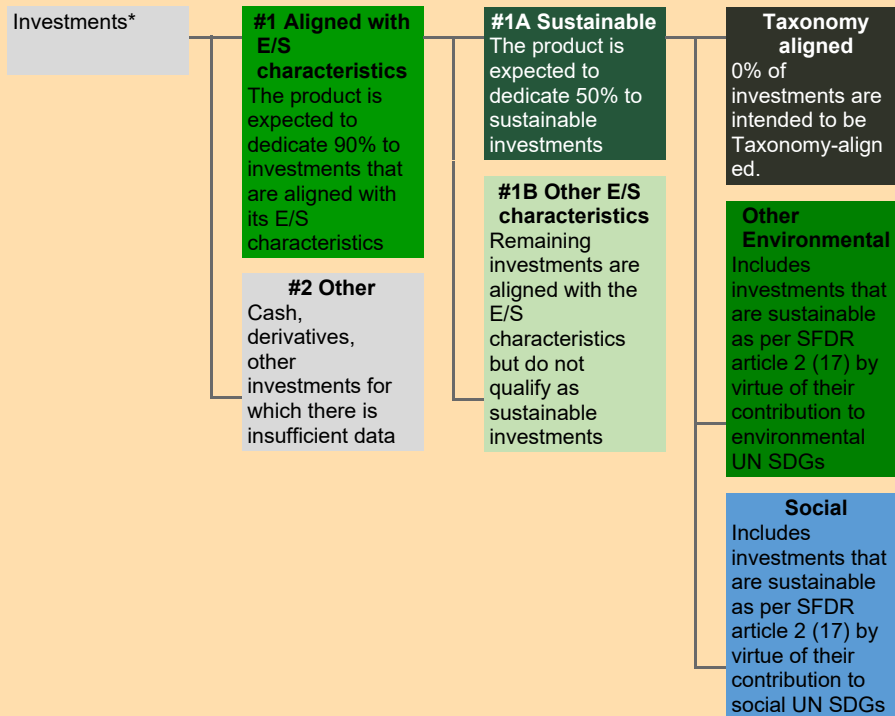 Investments*
#1 Aligned with
E/S
characteristics
The product is
expected to
dedicate 90% to
investments that
are aligned with
its E/S
characteristics
#2 Other
Cash,
derivatives,
other
investments for
which there is
insufficient data
#1A Sustainable
The product is
expected to
dedicate 50% to
sustainable
investments
#1B Other E/S
characteristics
Remaining
investments are
aligned with the
E/S
characteristics
but do not
qualify as
sustainable
investments
Taxonomy
aligned
0% of
investments are
intended to be
Taxonomy-align
ed.
Other
Environmental
Includes
investments that
are sustainable
as per SFDR
article 2 (17) by
virtue of their
contribution to
environmental
UN SDGs
Social
Includes
investments that
are sustainable
as per SFDR
article 2 (17) by
virtue of their
contribution to
social UN SDGs